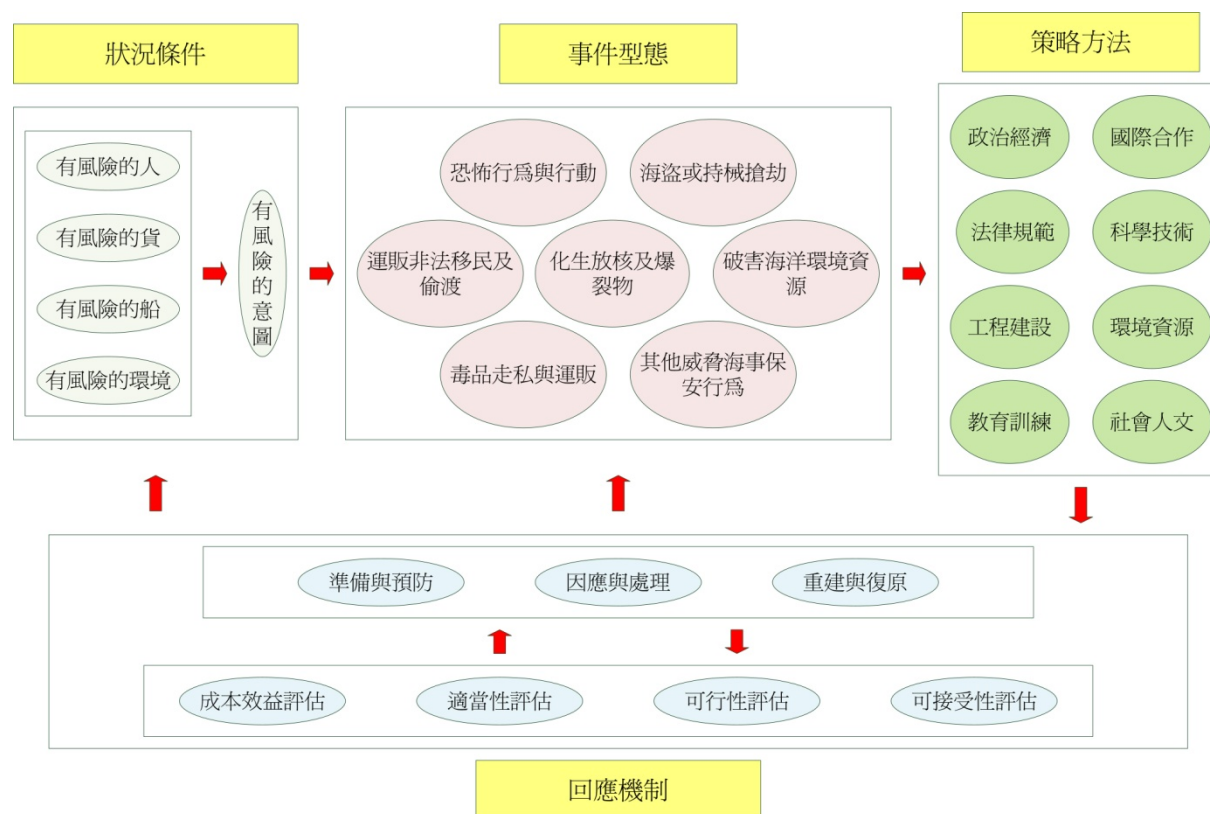 狀況條件
事件型態
策略方法
有風險的人
有風險的貨
有風險的船
有風險的環境
有風險的意圖
恐怖行爲與行動
海盜或持械搶劫
運販非法移民及
偷渡
化生放核及爆
裂物
破害海洋環境資
源
毒品走私與運販
其他威脅海事保
安行爲
政治經濟
國際合作
法律規範
科學技術
工程建設
環境資源
教育訓練
社會人文
準備與預防
因應與處理
重建與復原
成本效益評估
適當性評估
可行性評估
可接受性評估
回應機制